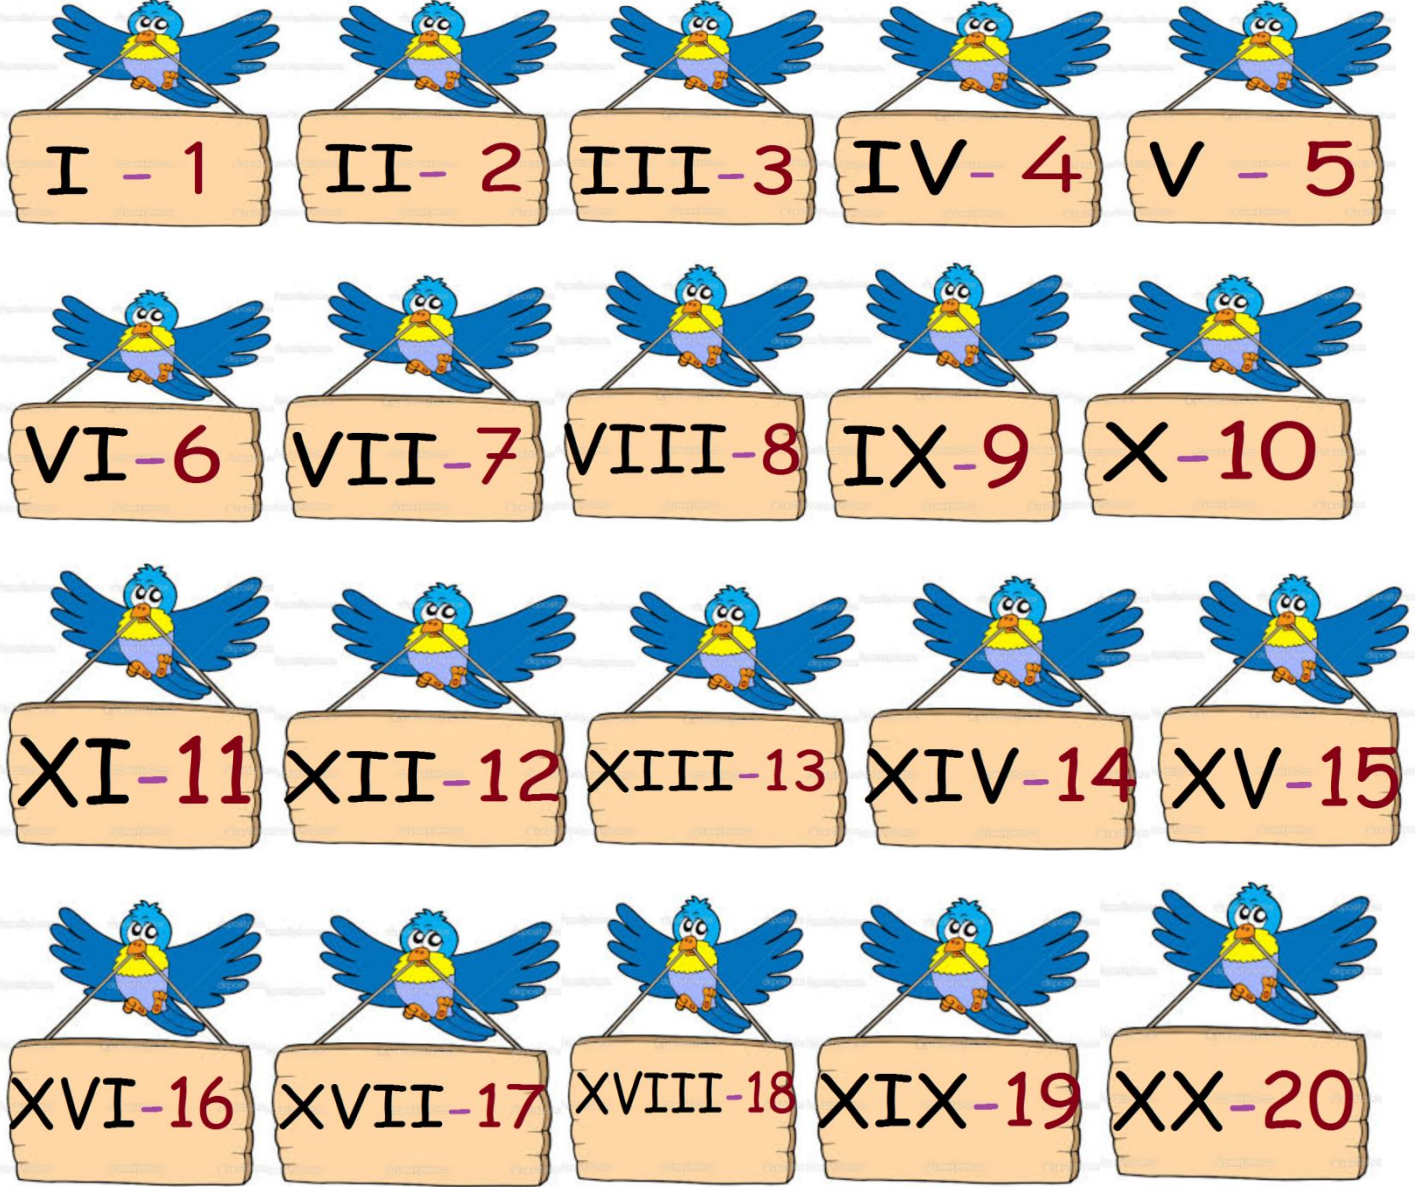 I - 1 II - 2 III - 3 IV - 4 V - 5
VI - 6 VII - 7 VIII - 8 IX - 9 X - 10
XI - 11 XII - 12 XIII - 13 XIV - 14 XV - 15
XVI - 16 XVII - 17 XVIII - 18 XIX - 19 XX - 20